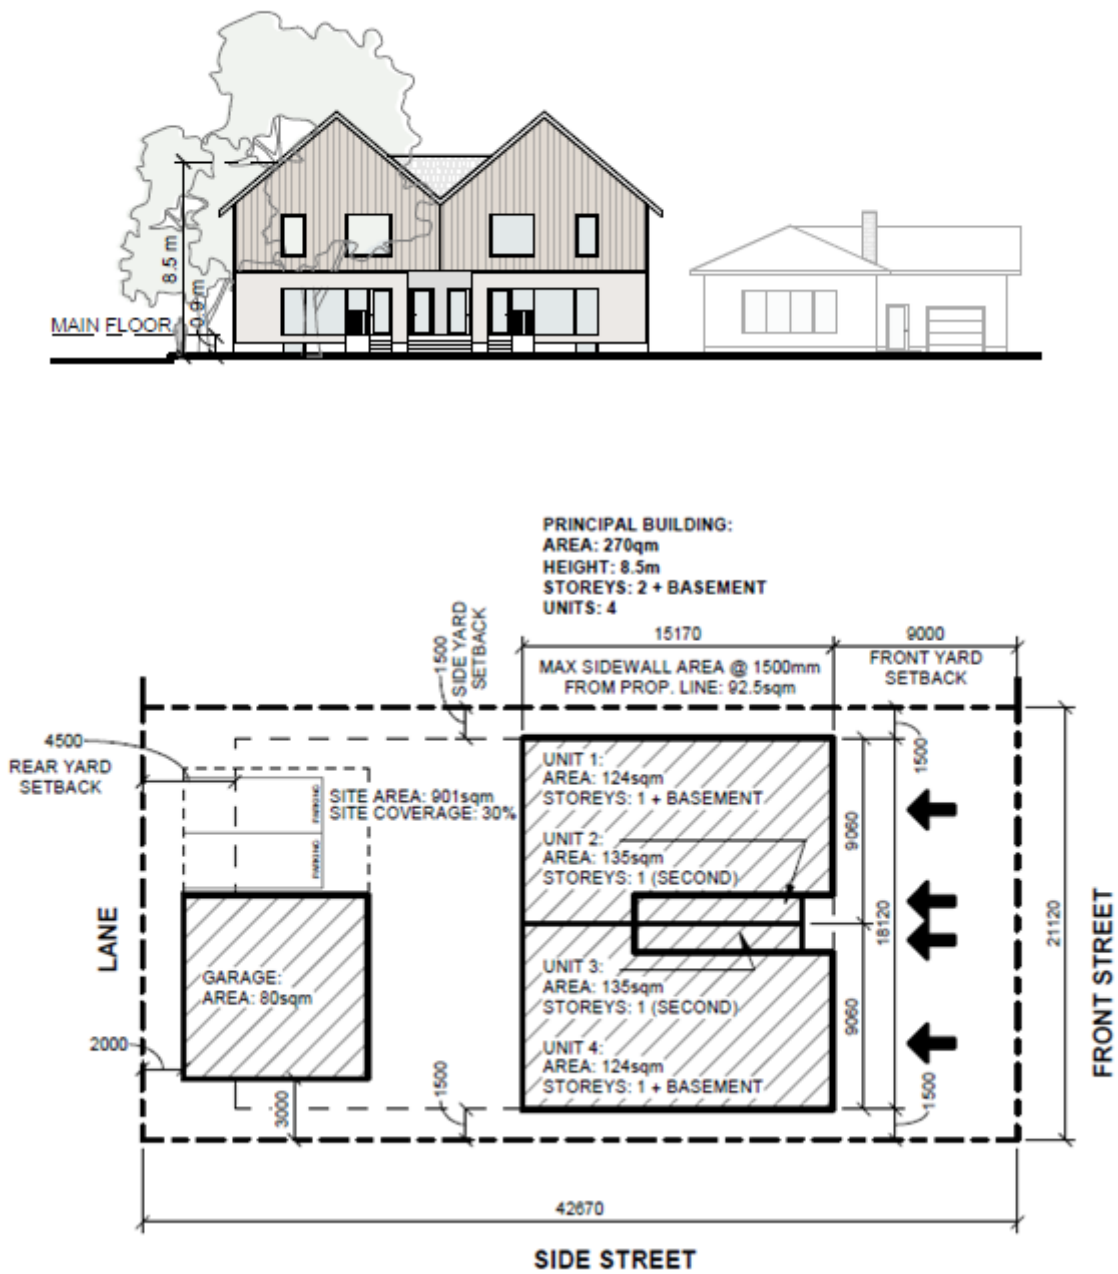 8.5 m
0.9 m
MAIN FLOOR
PRINCIPAL BUILDING:
AREA: 270qm
HEIGHT: 8.5m
STOREYS: 2 + BASEMENT
UNITS: 4
15170
9000
1500
SIDE YARD
SETBACK
MAX SIDEWALL AREA @ 1500mm
FROM PROP. LINE: 92.5sqm
FRONT YARD
SETBACK
4500
REAR YARD
SETBACK
1500
PARKING
PARKING
SITE AREA: 901sqm
SITE COVERAGE: 30%
UNIT 1:
AREA: 124sqm
STOREYS: 1 + BASEMENT
UNIT 2:
AREA: 135sqm
STOREYS: 1 (SECOND)
9060
18120
21120
LANE
FRONT STREET
GARAGE:
AREA: 80sqm
UNIT 3:
AREA: 135sqm
STOREYS: 1 (SECOND)
9060
UNIT 4:
AREA: 124sqm
STOREYS: 1 + BASEMENT
2000
3000
1500
1500
42670
SIDE STREET